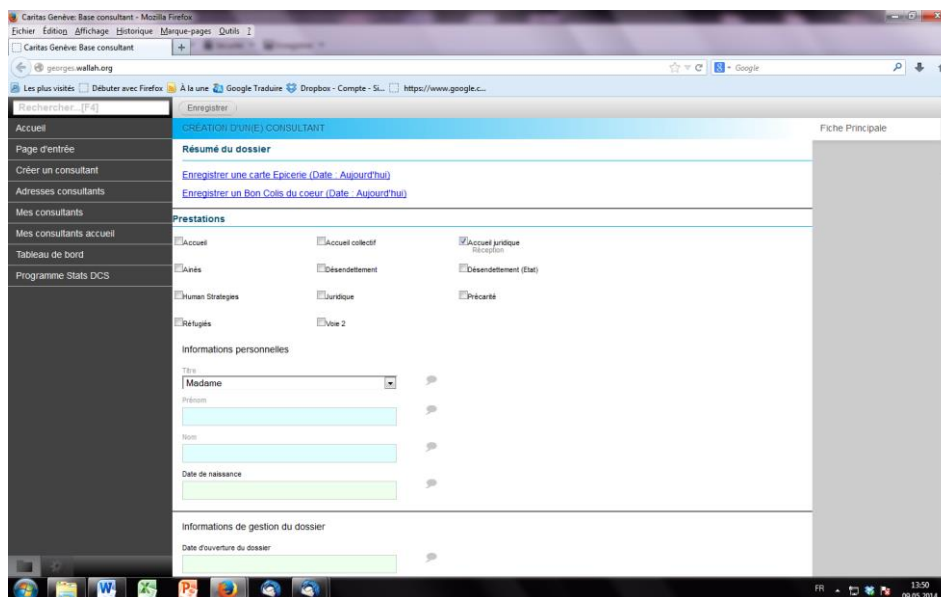 Caritas Genève: Base consultant - Mozilla Firefox
Fichier Edition Affichage Historique Marque-pages Outils ?
Caritas Genève: Base consultant +
georges.wallah.org
Google
Les plus visités Débuter avec Firefox À la une Google Traduire Dropbox - Compte - Si... https://www.google.c...
Rechercher...[F4]
Enregistrer
Accueil
Page d'entrée
Créer un consultant
Adresses consultants
Mes consultants
Mes consultants accueil
Tableau de bord
Programme Stats DCS
CRÉATION D'UN(E) CONSULTANT
Fiche Principale
Résumé du dossier
Enregistrer une carte Epicerie (Date : Aujourd'hui)
Enregistrer un Bon Colis du coeur (Date : Aujourd'hui)
Prestations
Accueil Accueil collectif Accueil juridique
Réception
Ainés Désendettement Désendettement (Etat)
Human Strategies Juridique Précarité
Réfugiés Voie 2
Informations personnelles
Titre
Madame
Prénom
Nom
Date de naissance
Informations de gestion du dossier
Date d'ouverture du dossier
FR
13:50
09.05.2014